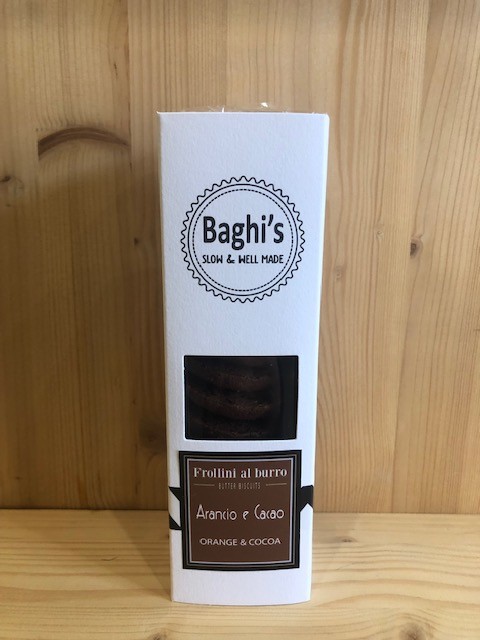 Baghi's
SLOW & WELL MADE
Frollini al burro
BUTTER BISCUITS
Arancio e Cacao
ORANGE & COCOA